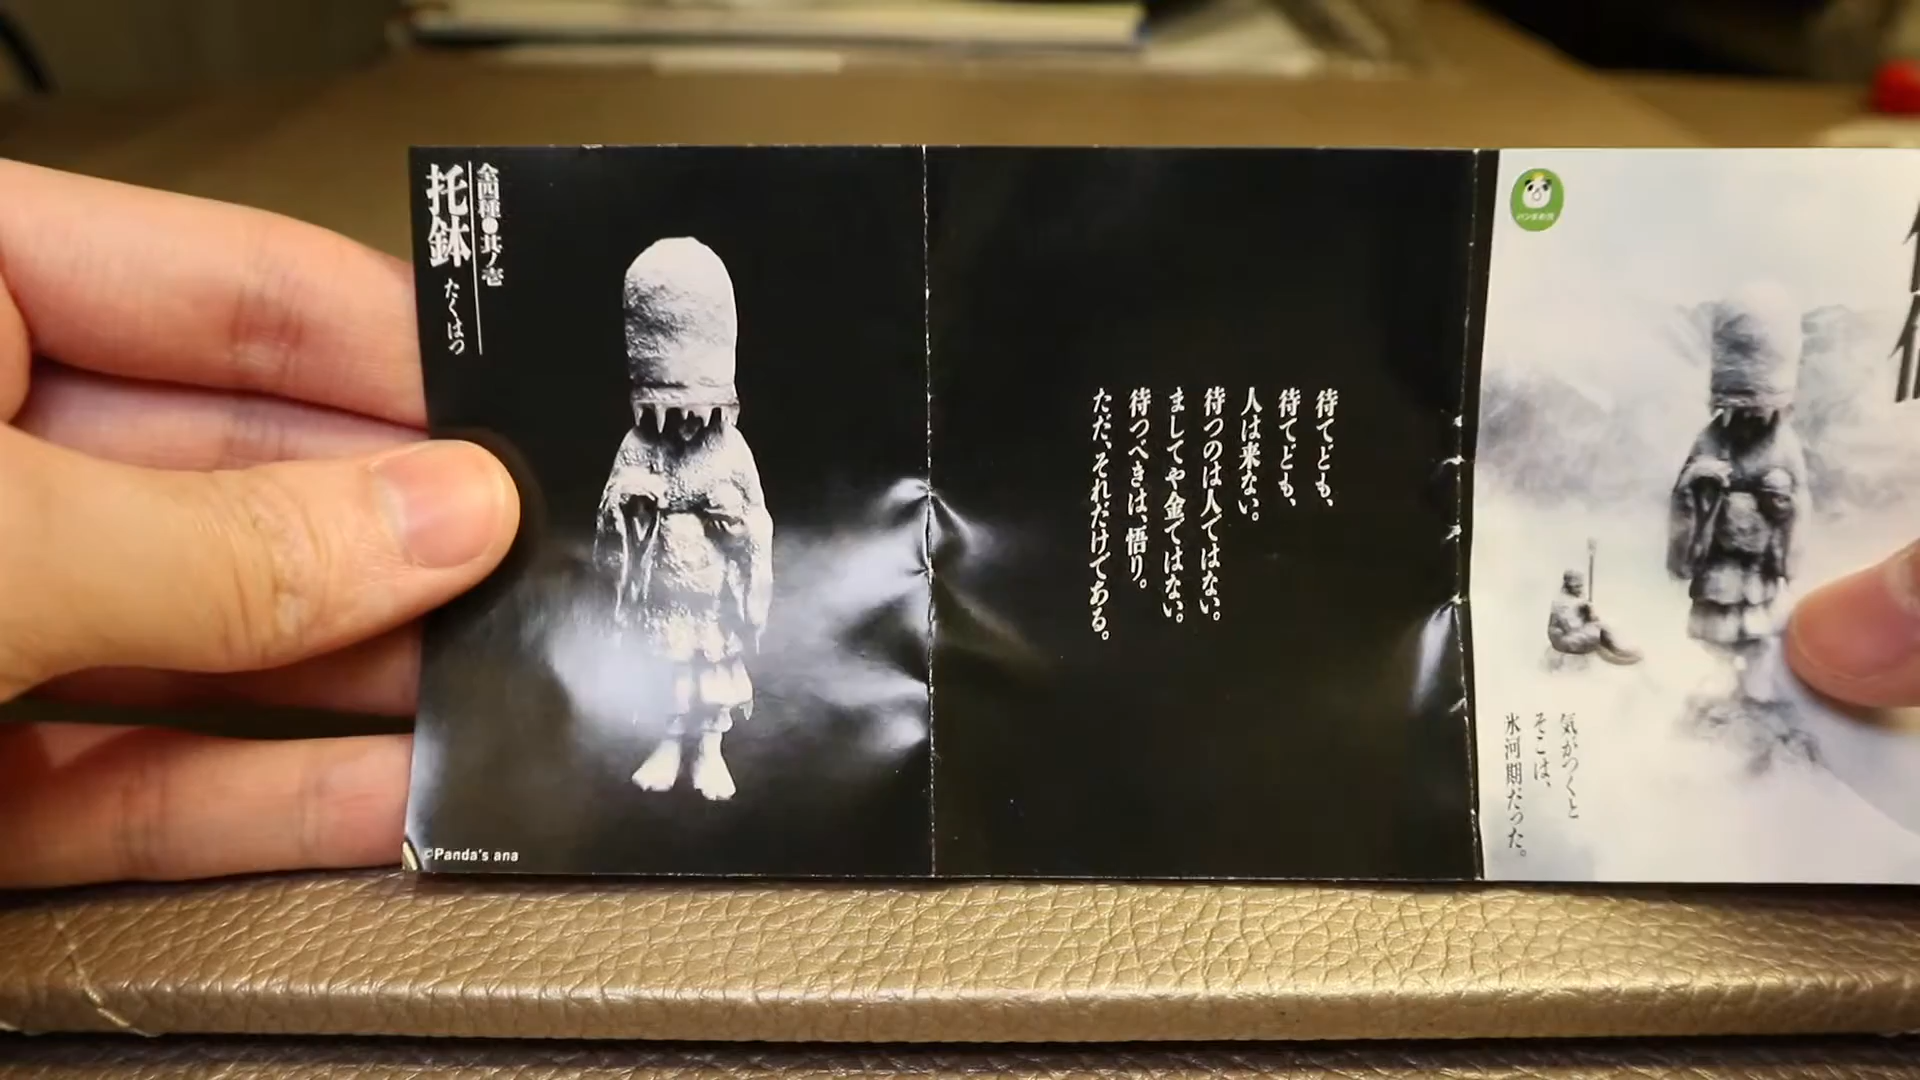 全四種●其ノ壱
托鉢 たくはつ
©Panda's ana
待てども、
待てども、
人は来ない。
待つのは人ではない。
ましてや金ではない。
待つべきは、悟り。
ただ、それだけである。
気がつくと
そこは、
氷河期だった。